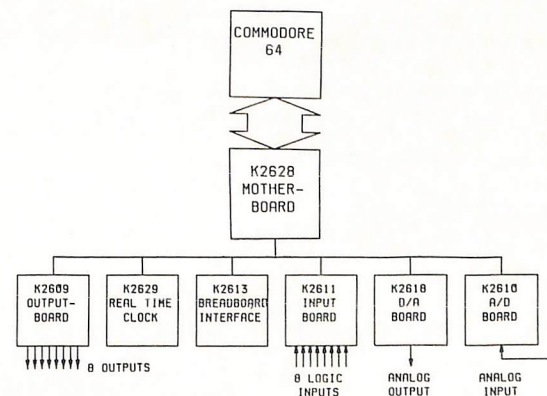 COMMODORE
64
K2628
MOTHER-
BOARD
K2609
OUTPUT-
BOARD
K2629
REAL TIME
CLOCK
K2613
BREADBOARD
INTERFACE
K2611
INPUT
BOARD
K2618
D/A
BOARD
K2610
A/D
BOARD
8 OUTPUTS
8 LOGIC
INPUTS
ANALOG
OUTPUT
ANALOG
INPUT